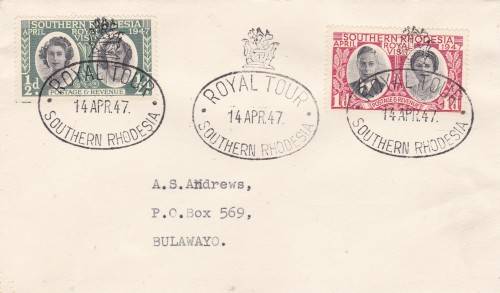 SOUTHERN RHODESIA
APRIL ROYAL VISIT 1947
½d
POSTAGE & REVENUE
ROYAL TOUR
14 APR.47.
SOUTHERN RHODESIA
ROYAL TOUR
14 APR.47.
SOUTHERN RHODESIA
SOUTHERN RHODESIA
APRIL ROYAL VISIT 1947
1d POSTAGE & REVENUE 1d
ROYAL TOUR
14 APR.47.
SOUTHERN RHODESIA
A.S.Andrews,
P.O.Box 569,
BULAWAYO.